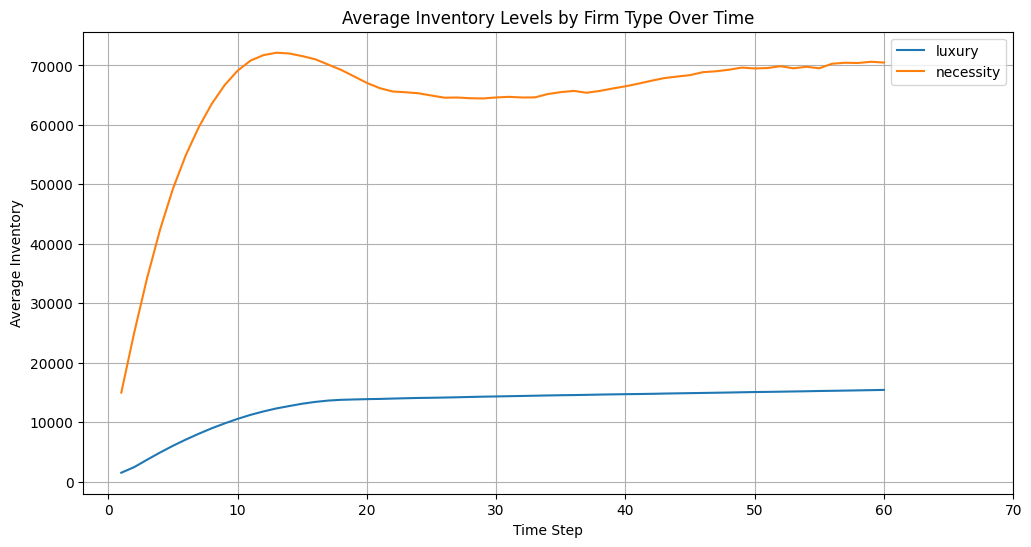 Average Inventory Levels by Firm Type Over Time
luxury
necessity
Average Inventory
70000
60000
50000
40000
30000
20000
10000
0
0 10 20 30 40 50 60 70
Time Step